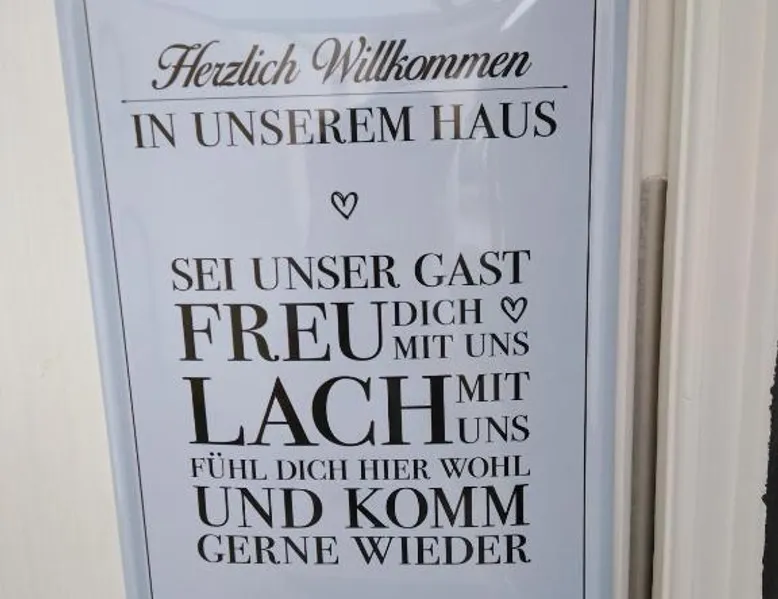 Herzlich Willkommen
IN UNSEREM HAUS
SEI UNSER GAST
FREU DICH
MIT UNS
LACH MIT
UNS
FÜHL DICH HIER WOHL
UND KOMM
GERNE WIEDER